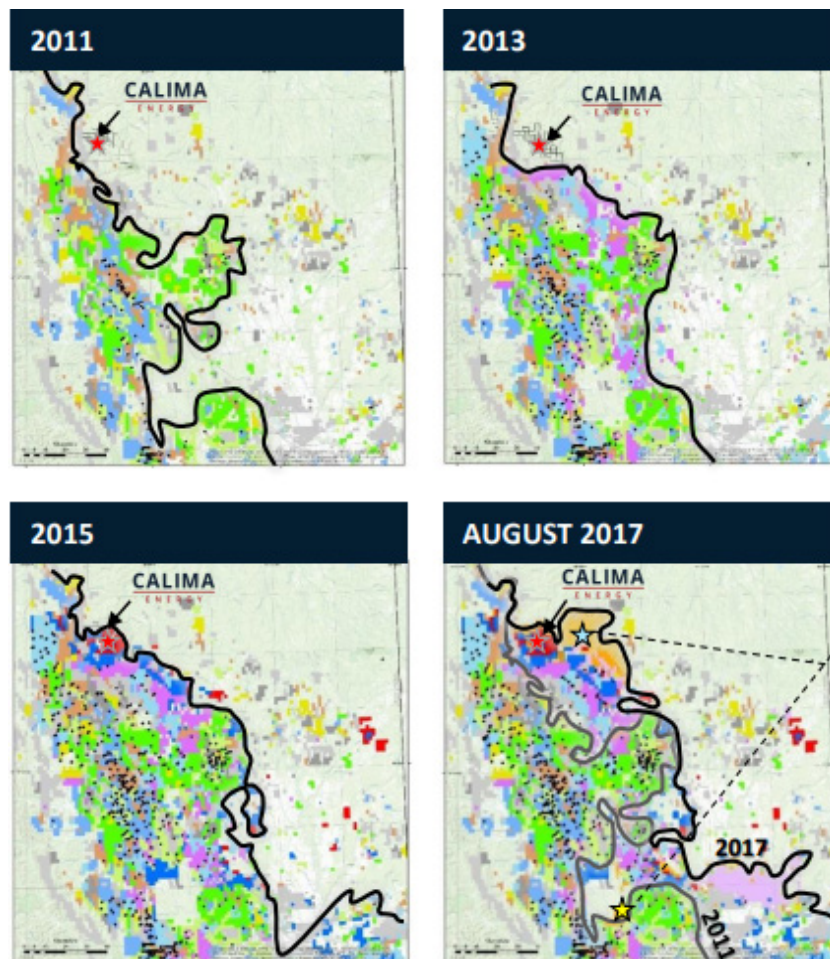 2011
CALIMA
ENERGY
2013
CALIMA
ENERGY
2015
CALIMA
ENERGY
AUGUST 2017
CALIMA
ENERGY
2017
2011